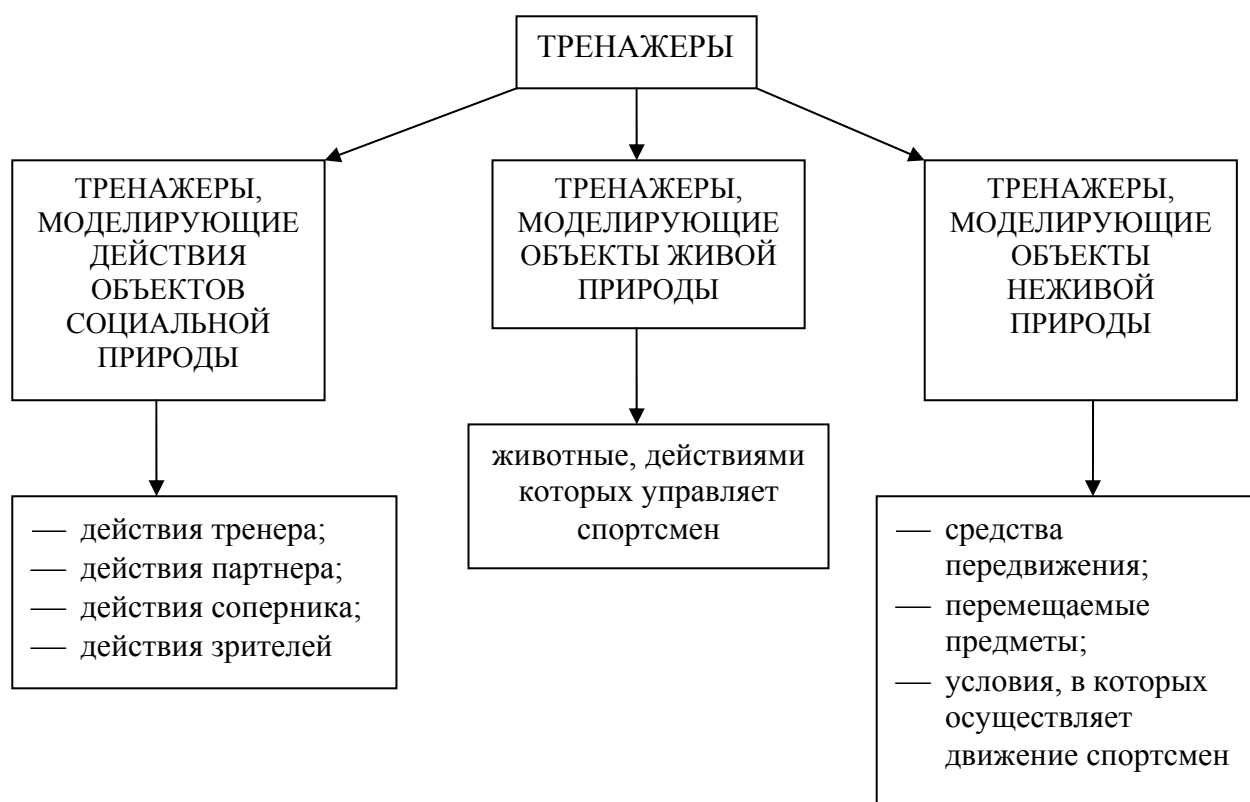 ТРЕНАЖЕРЫ
ТРЕНАЖЕРЫ,
МОДЕЛИРУЮЩИЕ
ДЕЙСТВИЯ
ОБЪЕКТОВ
СОЦИАЛЬНОЙ
ПРИРОДЫ
ТРЕНАЖЕРЫ,
МОДЕЛИРУЮЩИЕ
ОБЪЕКТЫ ЖИВОЙ
ПРИРОДЫ
ТРЕНАЖЕРЫ,
МОДЕЛИРУЮЩИЕ
ОБЪЕКТЫ
НЕЖИВОЙ
ПРИРОДЫ
— действия тренера;
— действия партнера;
— действия соперника;
— действия зрителей
животные, действиями
которых управляет
спортсмен
— средства
передвижения;
— перемещаемые
предметы;
— условия, в которых
осуществляет
движение спортсмен